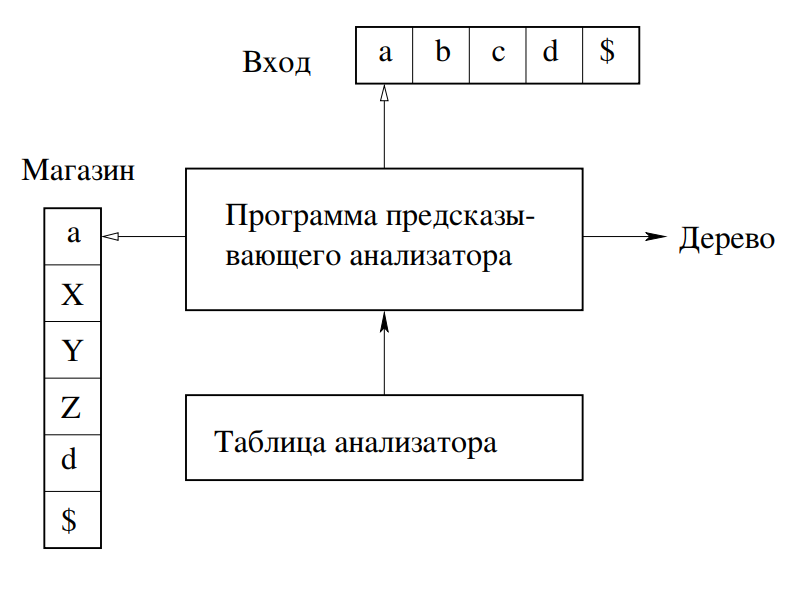 Вход
a b c d $
Магазин
a
X
Y
Z
d
$
Программа предсказы-
вающего анализатора
Дерево
Таблица анализатора